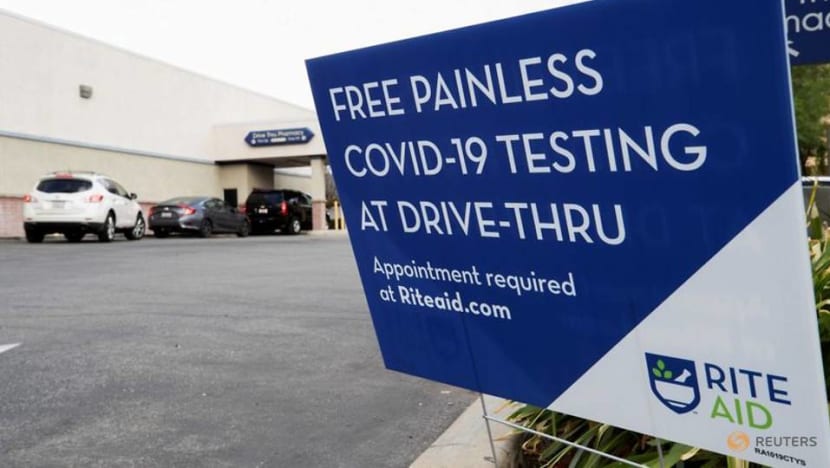 FREE PAINLESS
COVID-19 TESTING
AT DRIVE-THRU
Appointment required
at Riteaid.com
RITE
AID
REUTERS
RA1019CTYS
Drive Thru Pharmacy